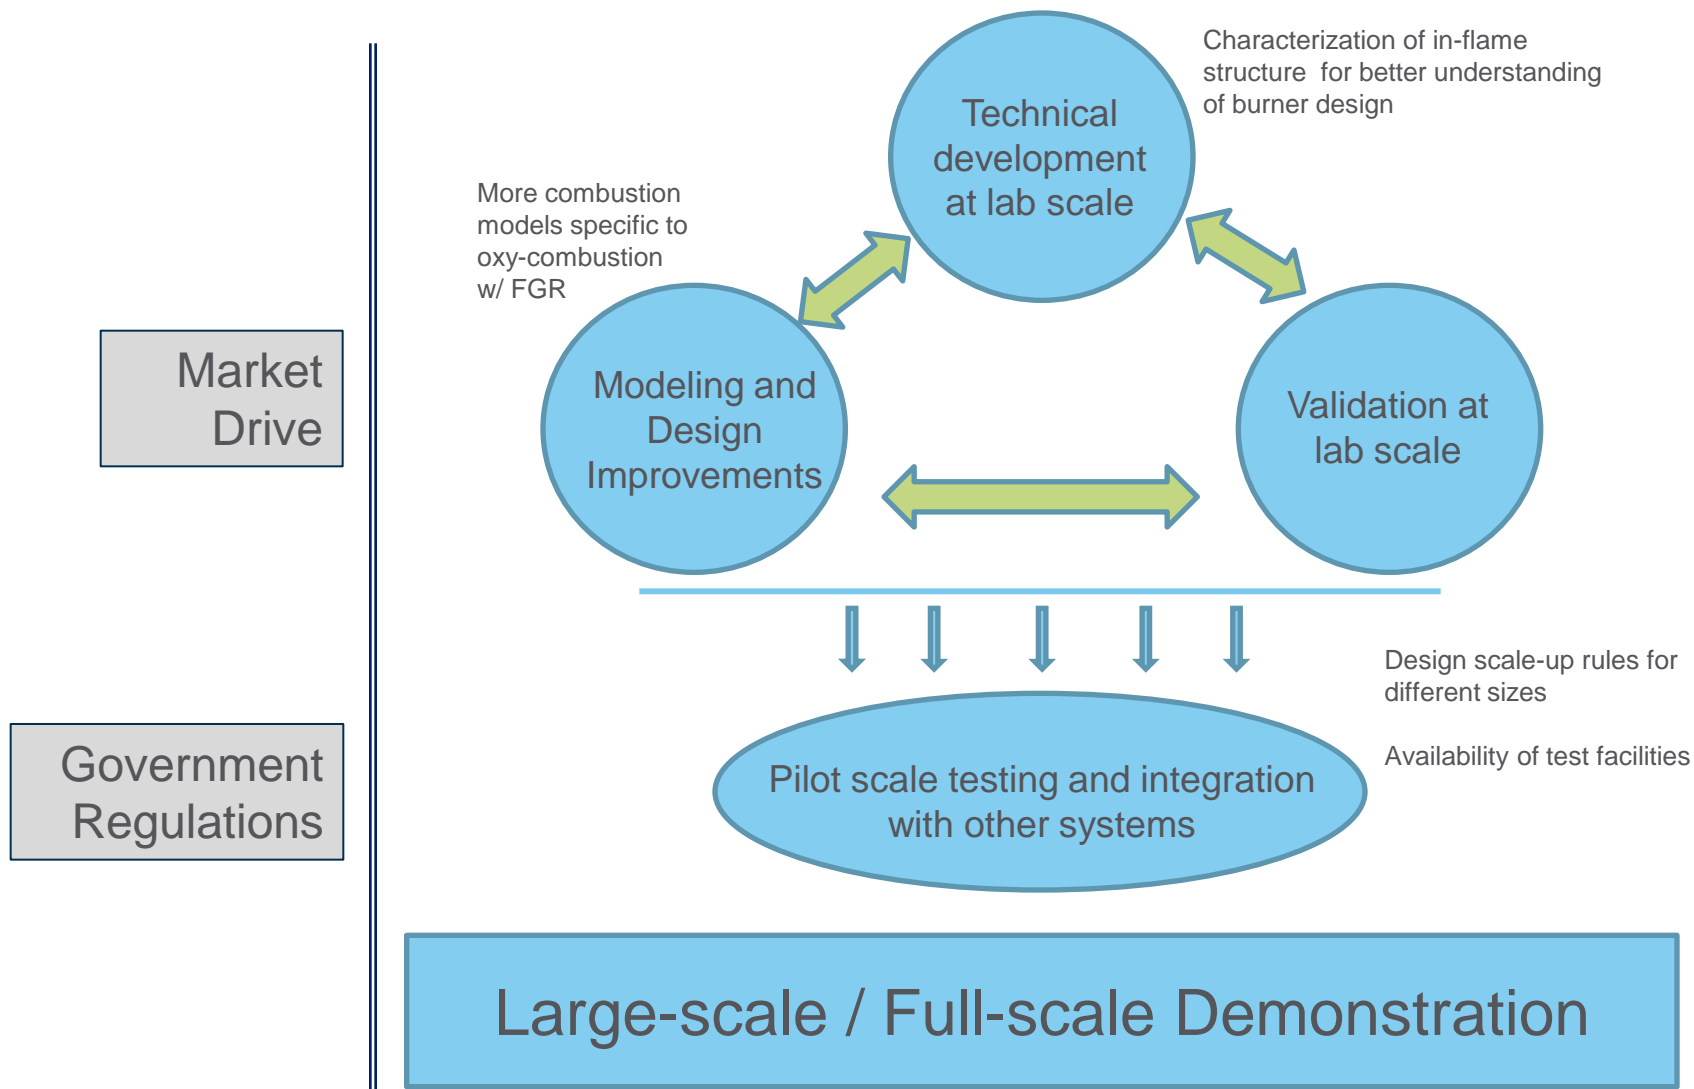 Characterization of in-flame
structure for better understanding
of burner design
Technical
development
at lab scale
More combustion
models specific to
oxy-combustion
w/ FGR
Market
Drive
Modeling and
Design
Improvements
Validation at
lab scale
Design scale-up rules for
different sizes
Availability of test facilities
Government
Regulations
Pilot scale testing and integration
with other systems
Large-scale / Full-scale Demonstration